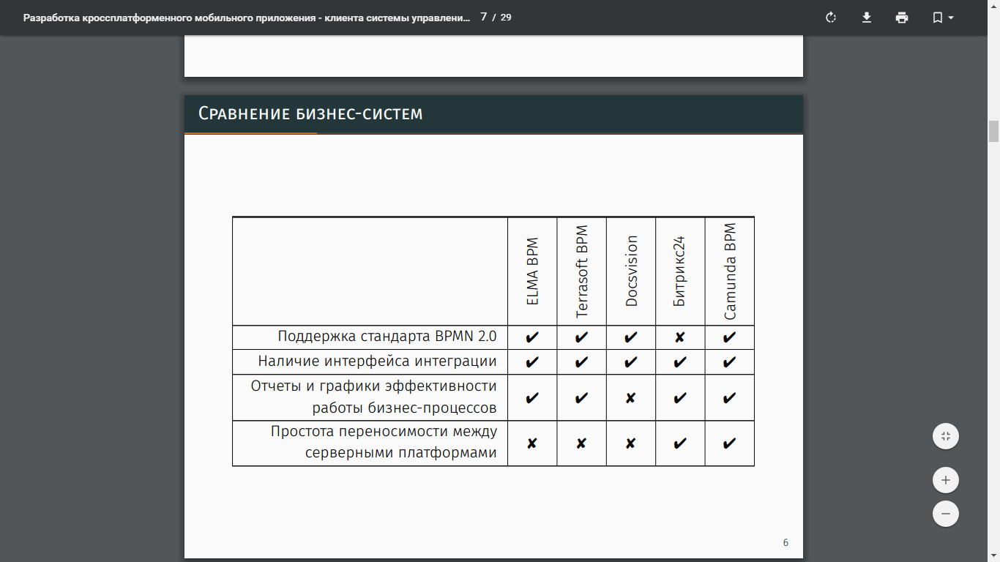 Разработка кроссплатформенного мобильного приложения - клиента системы управлени... 7 / 29
Сравнение бизнес-систем
ELMA BPM
Terrasoft BPM
Docsvision
Битрикс24
Camunda BPM
Поддержка стандарта BPMN 2.0 ✔ ✔ ✔ ✘ ✔
Наличие интерфейса интеграции ✔ ✔ ✔ ✔ ✔
Отчеты и графики эффективности
работы бизнес-процессов ✔ ✔ ✘ ✔ ✔
Простота переносимости между
серверными платформами ✘ ✘ ✘ ✔ ✔
6